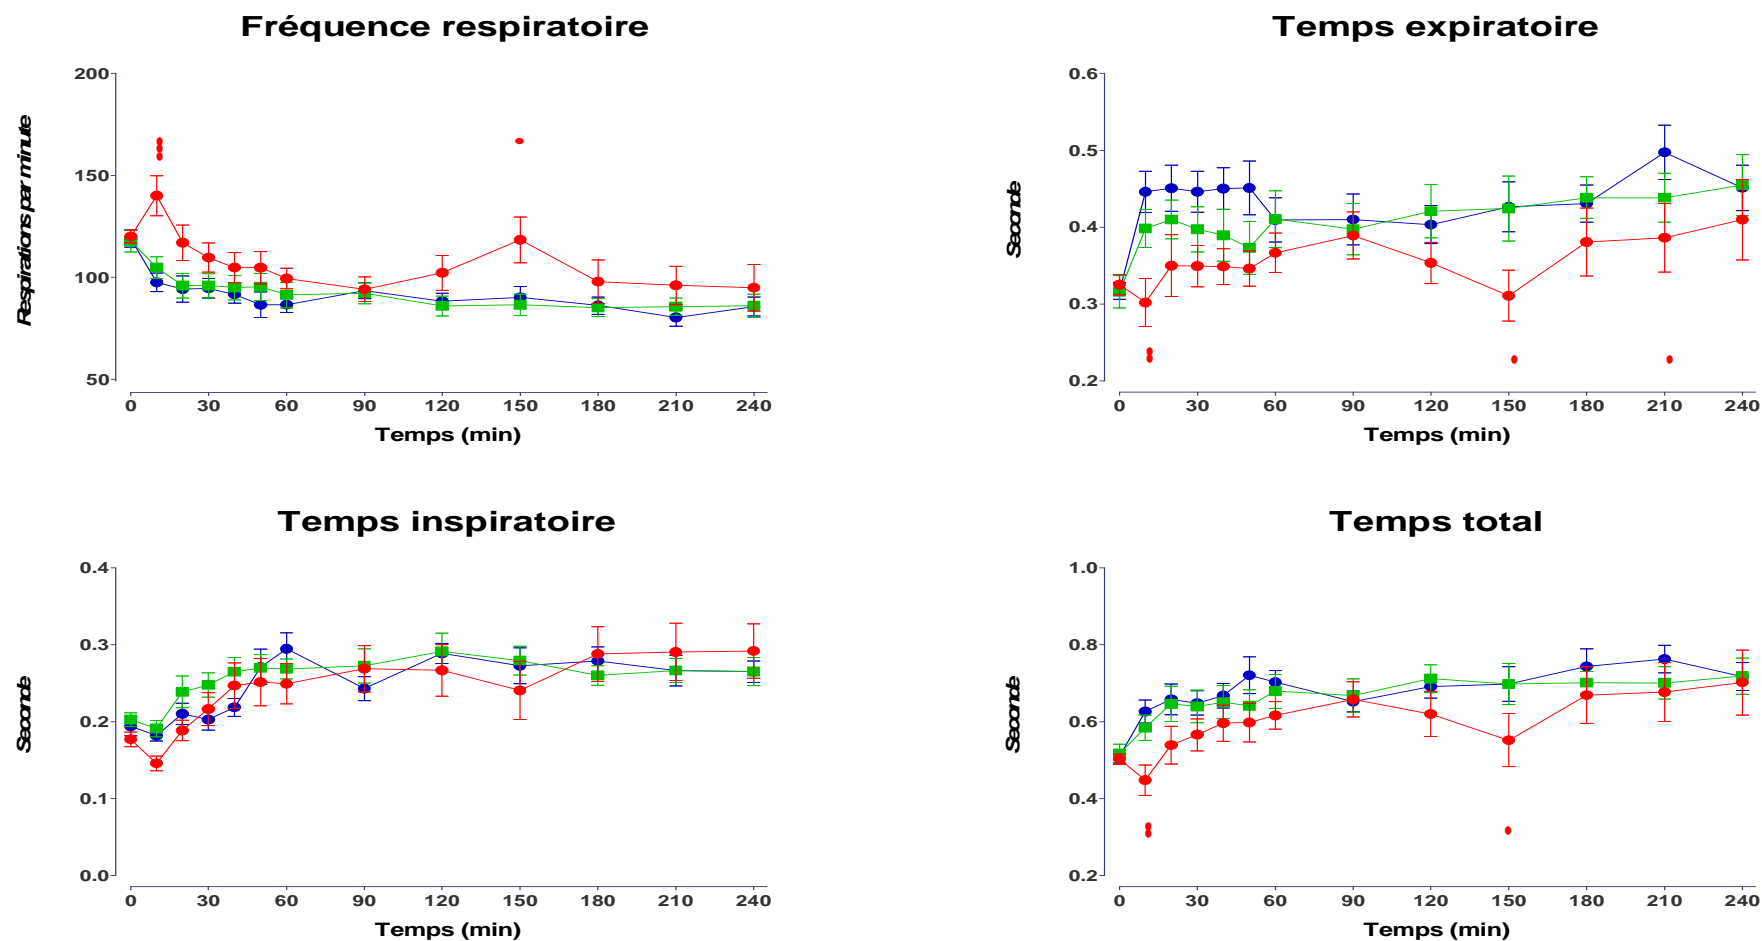 Fréquence respiratoire
Respirations par minute
200
150
100
50
0 30 60 90 120 150 180 210 240
Temps (min)
Temps expiratoire
Seconde
0.6
0.5
0.4
0.3
0.2
0 30 60 90 120 150 180 210 240
Temps (min)
Temps inspiratoire
Seconde
0.4
0.3
0.2
0.1
0.0
0 30 60 90 120 150 180 210 240
Temps (min)
Temps total
Seconde
1.0
0.8
0.6
0.4
0.2
0 30 60 90 120 150 180 210 240
Temps (min)